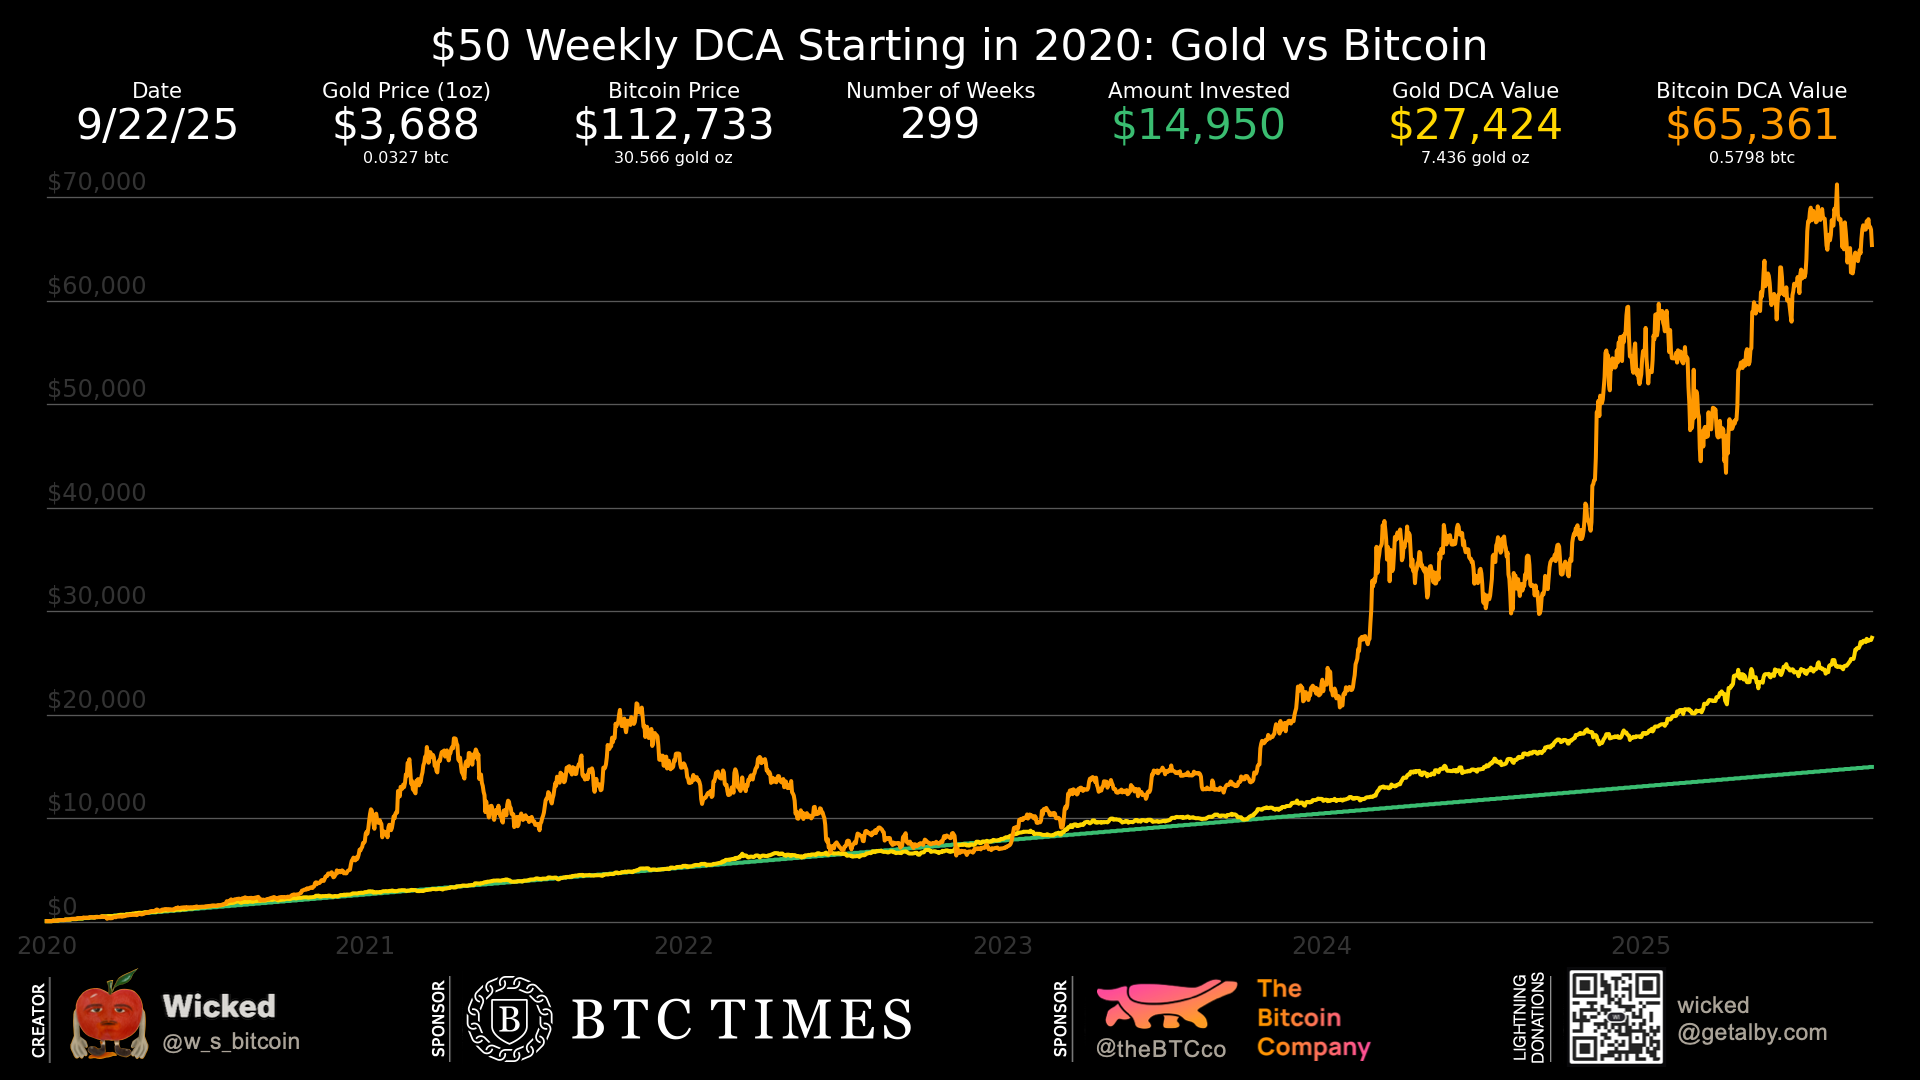 $50 Weekly DCA Starting in 2020: Gold vs Bitcoin
Date
9/22/25
Gold Price (1oz)
$3,688
0.0327 btc
Bitcoin Price
$112,733
30.566 gold oz
Number of Weeks
299
Amount Invested
$14,950
Gold DCA Value
$27,424
7.436 gold oz
Bitcoin DCA Value
$65,361
0.5798 btc
$70,000
$60,000
$50,000
$40,000
$30,000
$20,000
$10,000
$0
2020
2021
2022
2023
2024
2025
CREATOR
Wicked
@w_s_bitcoin
SPONSOR
B
BTC TIMES
SPONSOR
@theBTCco
The
Bitcoin
Company
LIGHTNING
DONATIONS
wicked
@getalby.com